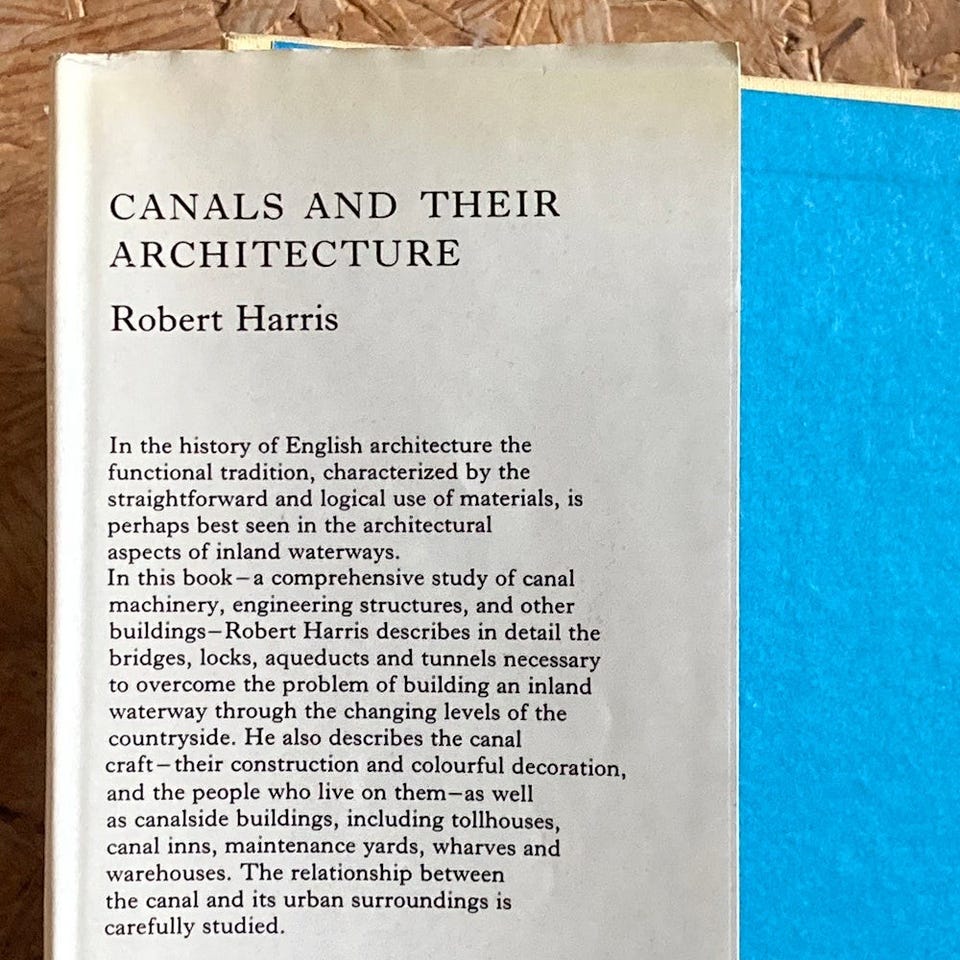 CANALS AND THEIR
ARCHITECTURE
Robert Harris
In the history of English architecture the
functional tradition, characterized by the
straightforward and logical use of materials, is
perhaps best seen in the architectural
aspects of inland waterways.
In this book–a comprehensive study of canal
machinery, engineering structures, and other
buildings–Robert Harris describes in detail the
bridges, locks, aqueducts and tunnels necessary
to overcome the problem of building an inland
waterway through the changing levels of the
countryside. He also describes the canal
craft–their construction and colourful decoration,
and the people who live on them–as well
as canalside buildings, including tollhouses,
canal inns, maintenance yards, wharves and
warehouses. The relationship between
the canal and its urban surroundings is
carefully studied.